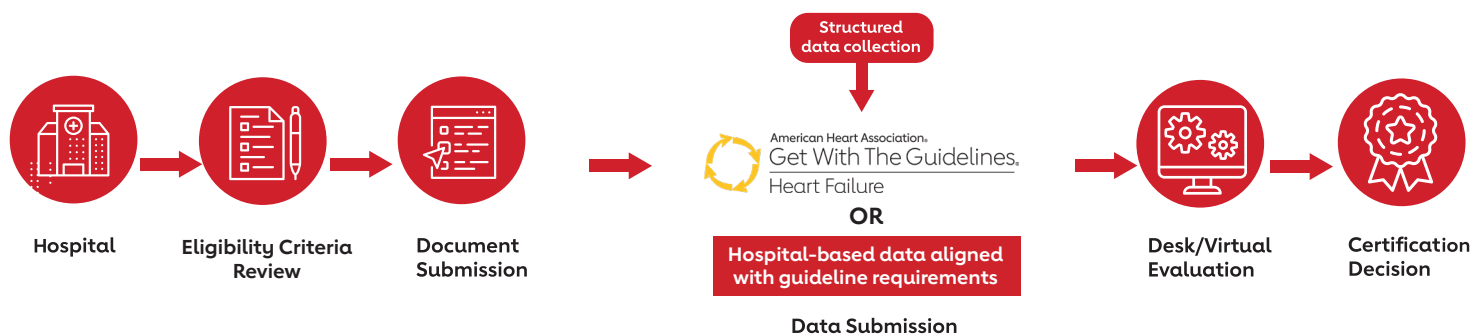 Structured
data collection
American Heart Association®
Get With The Guidelines®
Heart Failure
OR
Hospital-based data aligned
with guideline requirements
Data Submission
Hospital
Eligibility Criteria
Review
Document
Submission
Desk/Virtual
Evaluation
Certification
Decision